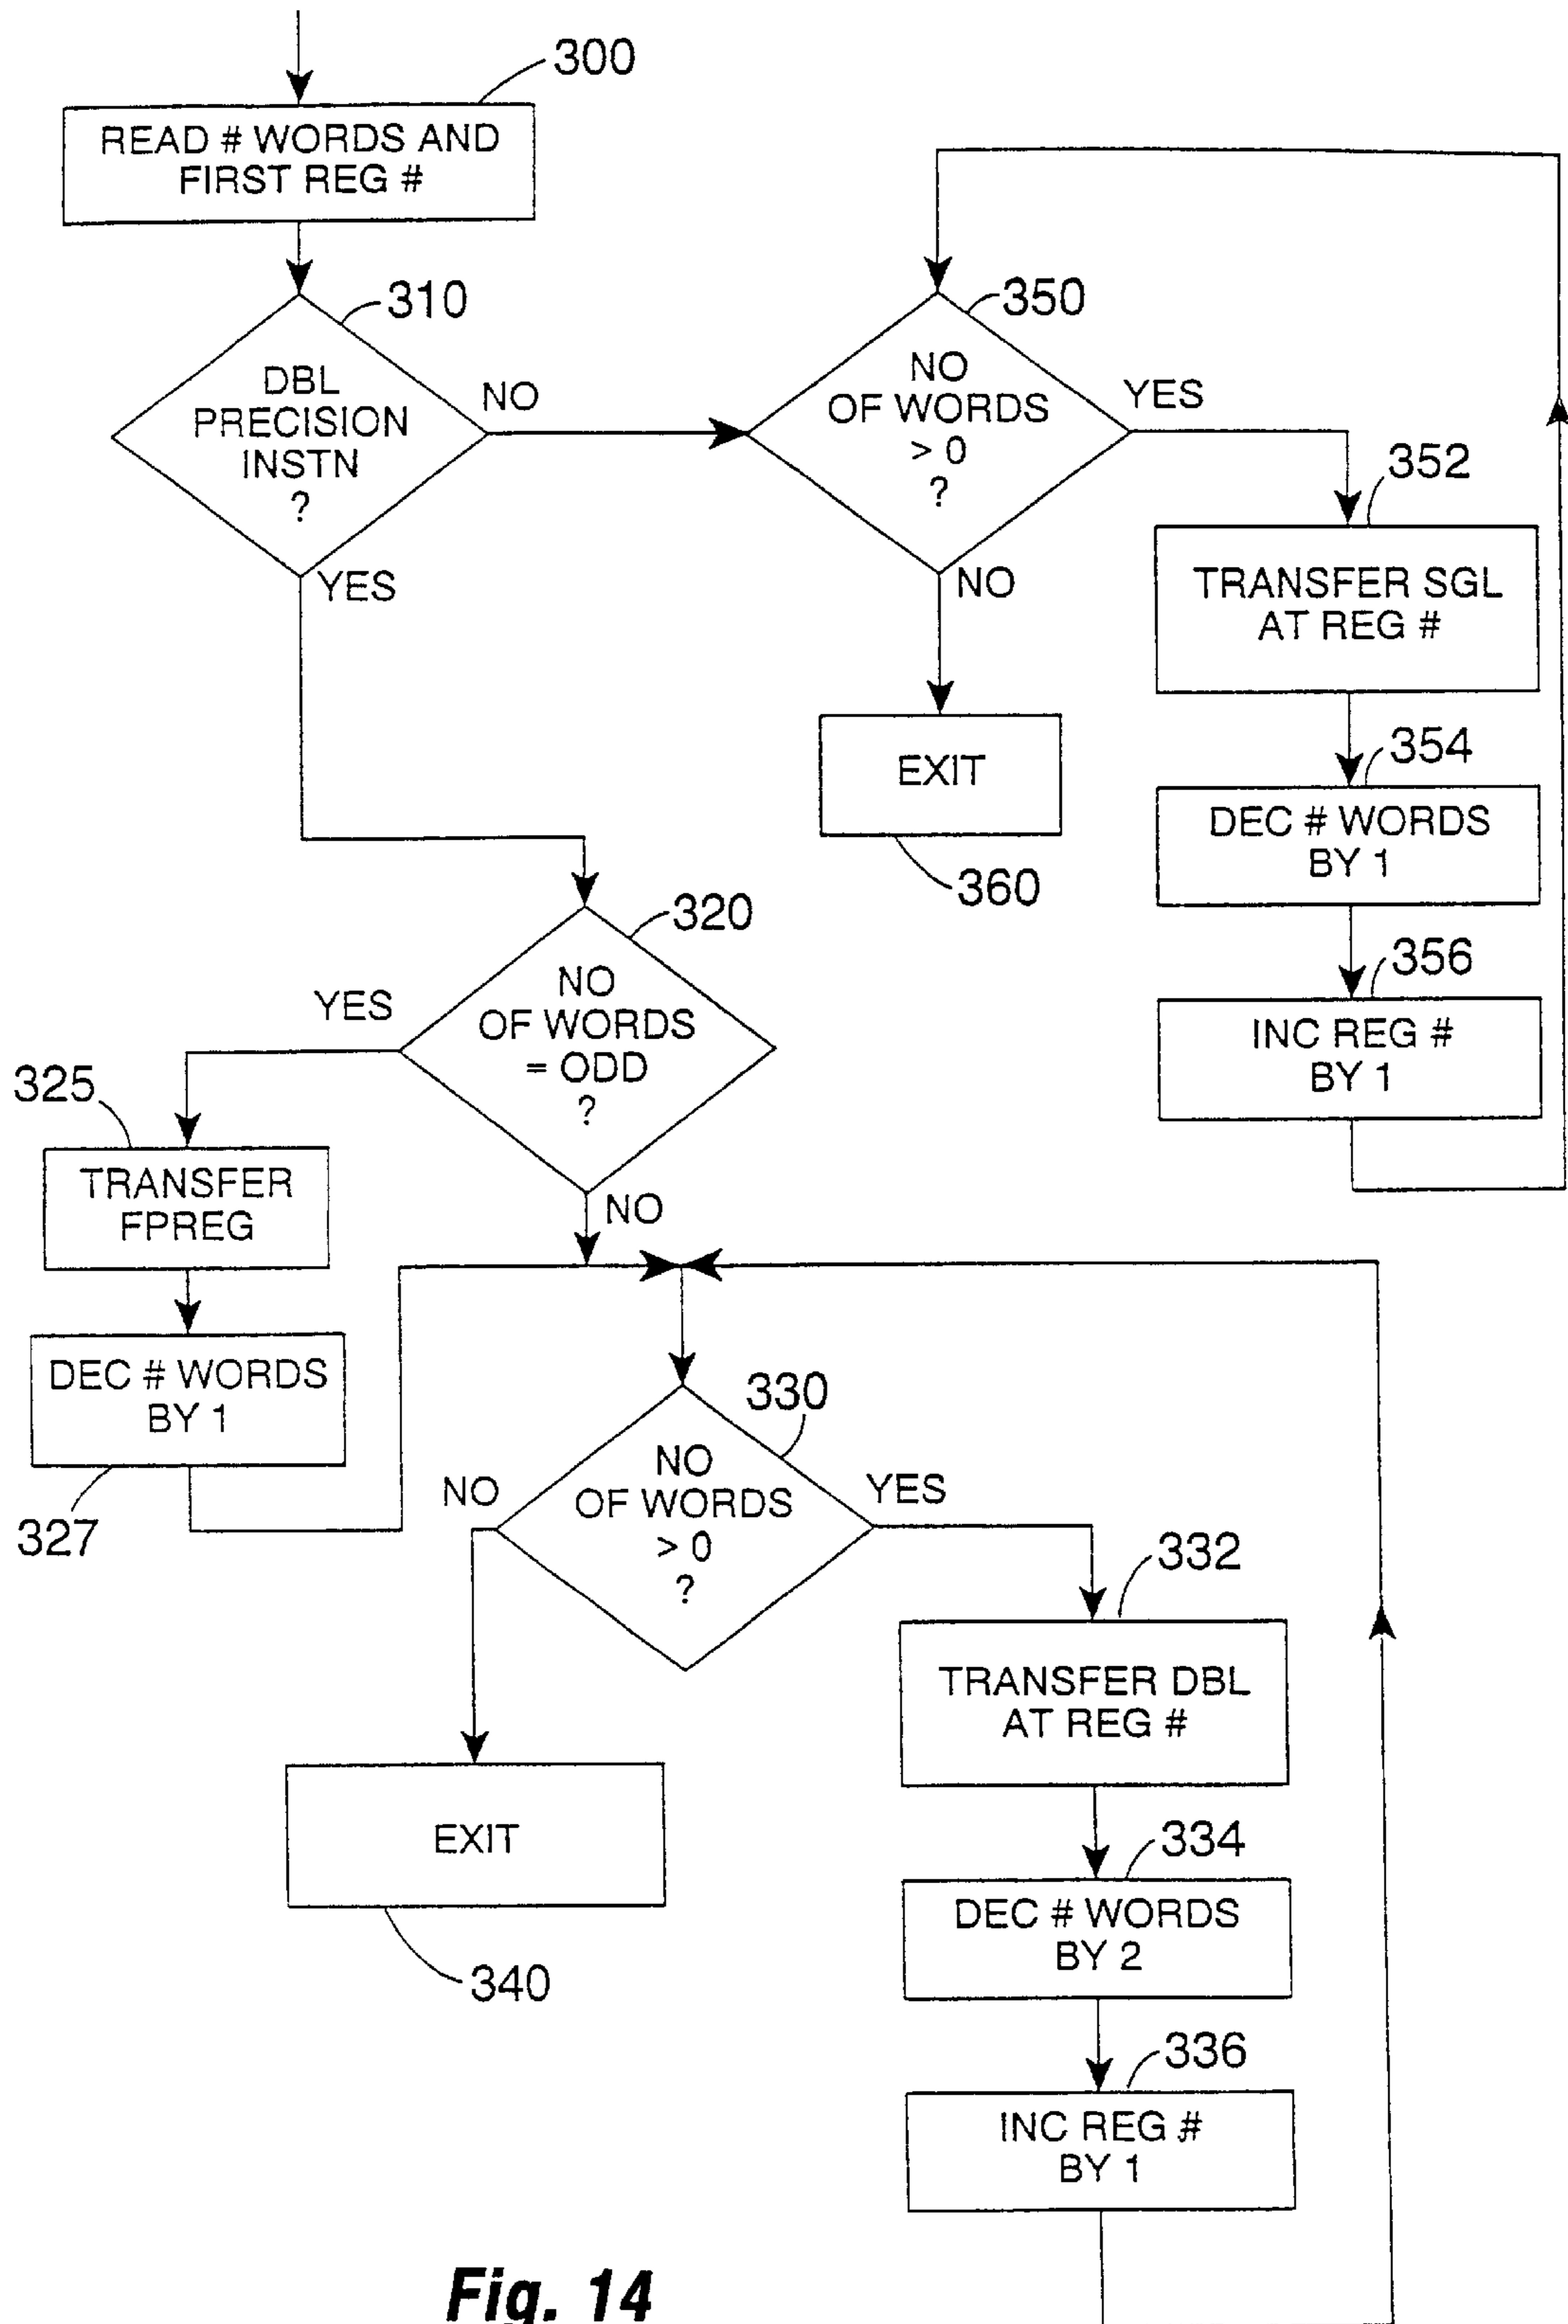 300
READ # WORDS AND
FIRST REG #
310
DBL
PRECISION
INSTN
?
NO
YES
350
NO
OF WORDS
> 0
?
YES
NO
352
TRANSFER SGL
AT REG #
354
DEC # WORDS
BY 1
356
INC REG #
BY 1
EXIT
360
320
NO
OF WORDS
= ODD
?
YES
NO
325
TRANSFER
FPREG
DEC # WORDS
BY 1
327
330
NO
OF WORDS
> 0
?
NO
YES
332
TRANSFER DBL
AT REG #
334
DEC # WORDS
BY 2
336
INC REG #
BY 1
EXIT
340
Fig. 14